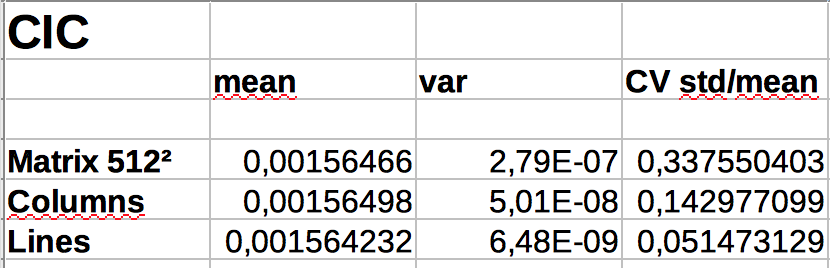 CIC
mean var CV std/mean
Matrix 512² 0,00156466 2,79E-07 0,337550403
Columns 0,00156498 5,01E-08 0,142977099
Lines 0,001564232 6,48E-09 0,051473129